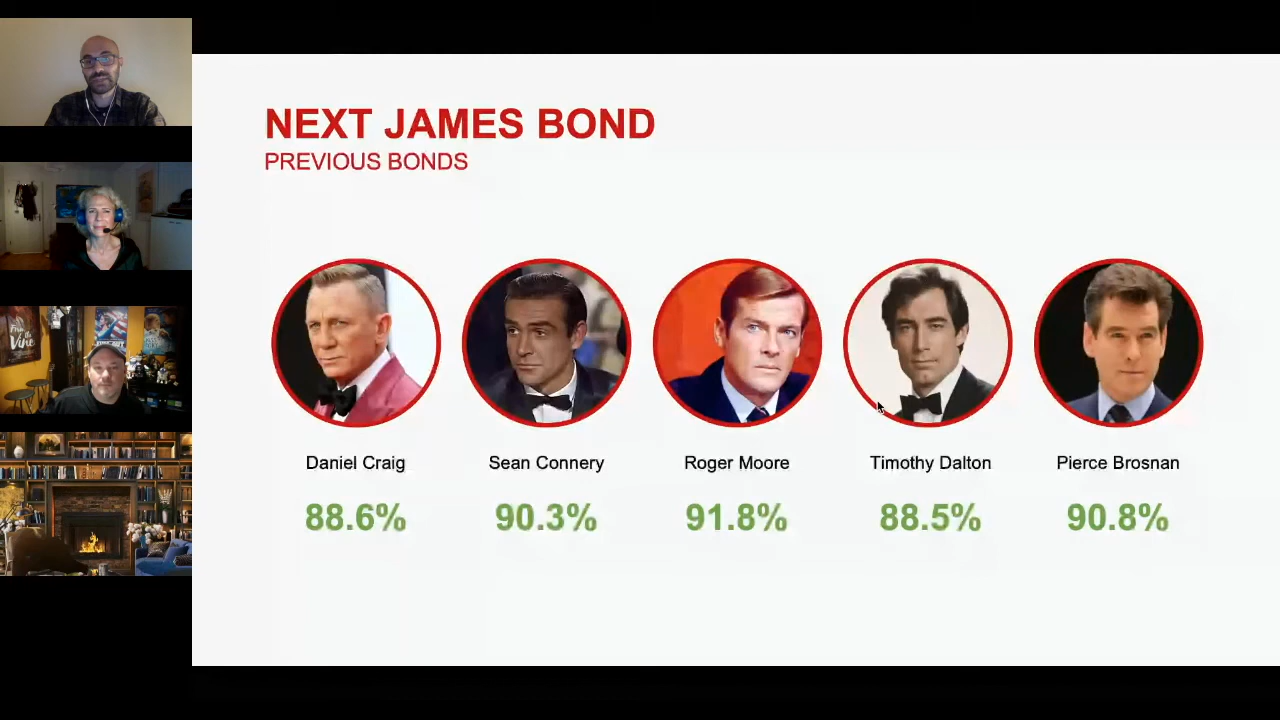 NEXT JAMES BOND
PREVIOUS BONDS
Daniel Craig
Sean Connery
Roger Moore
Timothy Dalton
Pierce Brosnan
88.6%
90.3%
91.8%
88.5%
90.8%